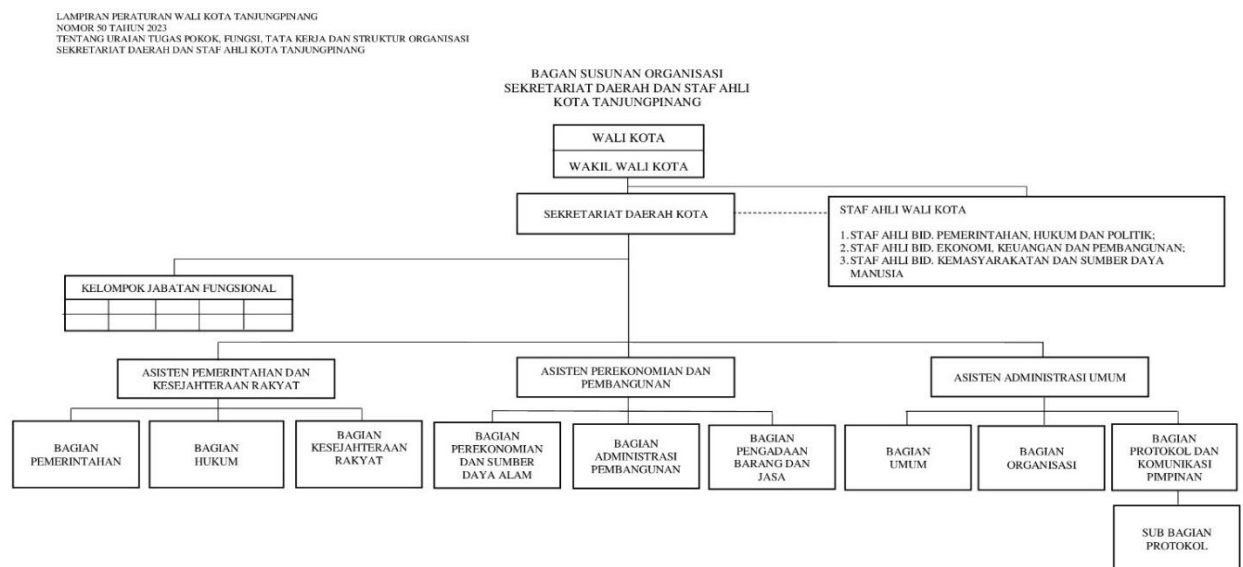 LAMPIRAN PERATURAN WALI KOTA TANJUNGPINANG
NOMOR 50 TAHUN 2023
TENTANG URAIAN TUGAS POKOK, FUNGSI, TATA KERJA DAN STRUKTUR ORGANISASI
SEKRETARIAT DAERAH DAN STAF AHLI KOTA TANJUNGPINANG
BAGAN SUSUNAN ORGANISASI
SEKRETARIAT DAERAH DAN STAF AHLI
KOTA TANJUNGPINANG
WALI KOTA
WAKIL WALI KOTA
SEKRETARIAT DAERAH KOTA
STAF AHLI WALI KOTA
1. STAF AHLI BID. PEMERINTAHAN, HUKUM DAN POLITIK;
2. STAF AHLI BID. EKONOMI, KEUANGAN DAN PEMBANGUNAN;
3. STAF AHLI BID. KEMASYARAKATAN DAN SUMBER DAYA
MANUSIA
KELOMPOK JABATAN FUNGSIONAL
ASISTEN PEMERINTAHAN DAN
KESEJAHTERAAN RAKYAT
ASISTEN PEREKONOMIAN DAN
PEMBANGUNAN
ASISTEN ADMINISTRASI UMUM
BAGIAN
PEMERINTAHAN
BAGIAN
HUKUM
BAGIAN
KESEJAHTERAAN
RAKYAT
BAGIAN
PEREKONOMIAN
DAN SUMBER
DAYA ALAM
BAGIAN
ADMINISTRASI
PEMBANGUNAN
BAGIAN
PENGADAAN
BARANG DAN
JASA
BAGIAN
UMUM
BAGIAN
ORGANISASI
BAGIAN
PROTOKOL DAN
KOMUNIKASI
PIMPINAN
SUB BAGIAN
PROTOKOL